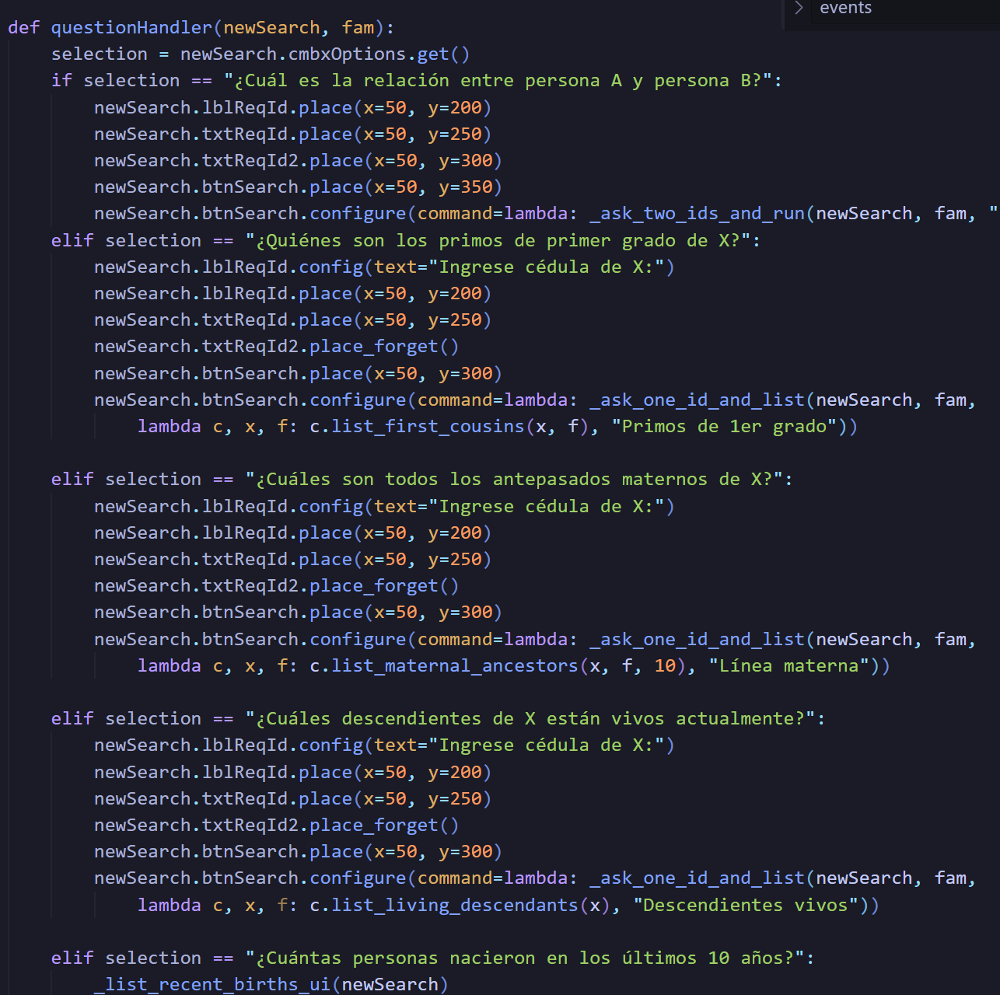 events
def questionHandler(newSearch, fam):
    selection = newSearch.cmbxOptions.get()
    if selection == "¿Cuál es la relación entre persona A y persona B?":
        newSearch.lblReqId.place(x=50, y=200)
        newSearch.txtReqId.place(x=50, y=250)
        newSearch.txtReqId2.place(x=50, y=300)
        newSearch.btnSearch.place(x=50, y=350)
        newSearch.btnSearch.configure(command=lambda: _ask_two_ids_and_run(newSearch, fam, "
    elif selection == "¿Quiénes son los primos de primer grado de X?":
        newSearch.lblReqId.config(text="Ingrese cédula de X:")
        newSearch.lblReqId.place(x=50, y=200)
        newSearch.txtReqId.place(x=50, y=250)
        newSearch.txtReqId2.place_forget()
        newSearch.btnSearch.place(x=50, y=300)
        newSearch.btnSearch.configure(command=lambda: _ask_one_id_and_list(newSearch, fam,
            lambda c, x, f: c.list_first_cousins(x, f), "Primos de 1er grado"))
    elif selection == "¿Cuáles son todos los antepasados maternos de X?":
        newSearch.lblReqId.config(text="Ingrese cédula de X:")
        newSearch.lblReqId.place(x=50, y=200)
        newSearch.txtReqId.place(x=50, y=250)
        newSearch.txtReqId2.place_forget()
        newSearch.btnSearch.place(x=50, y=300)
        newSearch.btnSearch.configure(command=lambda: _ask_one_id_and_list(newSearch, fam,
            lambda c, x, f: c.list_maternal_ancestors(x, f, 10), "Línea materna"))
    elif selection == "¿Cuáles descendientes de X están vivos actualmente?":
        newSearch.lblReqId.config(text="Ingrese cédula de X:")
        newSearch.lblReqId.place(x=50, y=200)
        newSearch.txtReqId.place(x=50, y=250)
        newSearch.txtReqId2.place_forget()
        newSearch.btnSearch.place(x=50, y=300)
        newSearch.btnSearch.configure(command=lambda: _ask_one_id_and_list(newSearch, fam,
            lambda c, x, f: c.list_living_descendants(x), "Descendientes vivos"))
    elif selection == "¿Cuántas personas nacieron en los últimos 10 años?":
        _list_recent_births_ui(newSearch)